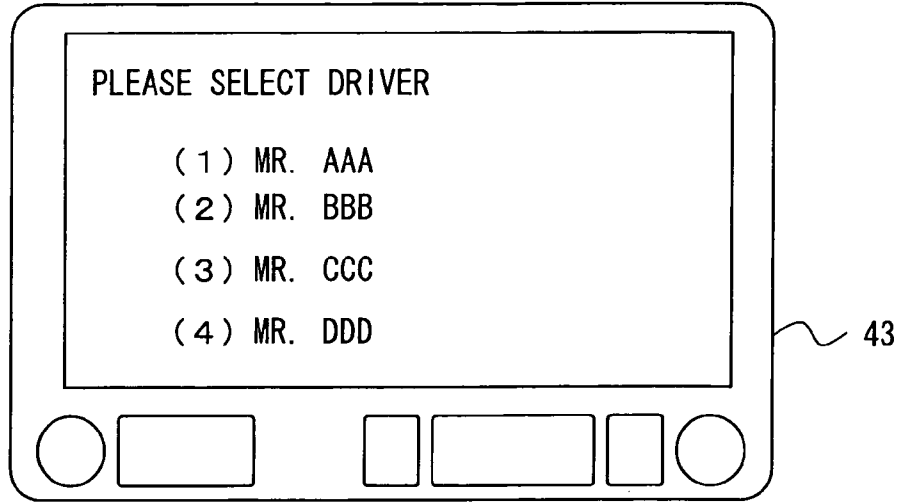 PLEASE SELECT DRIVER
(1) MR. AAA
(2) MR. BBB
(3) MR. CCC
(4) MR. DDD
43